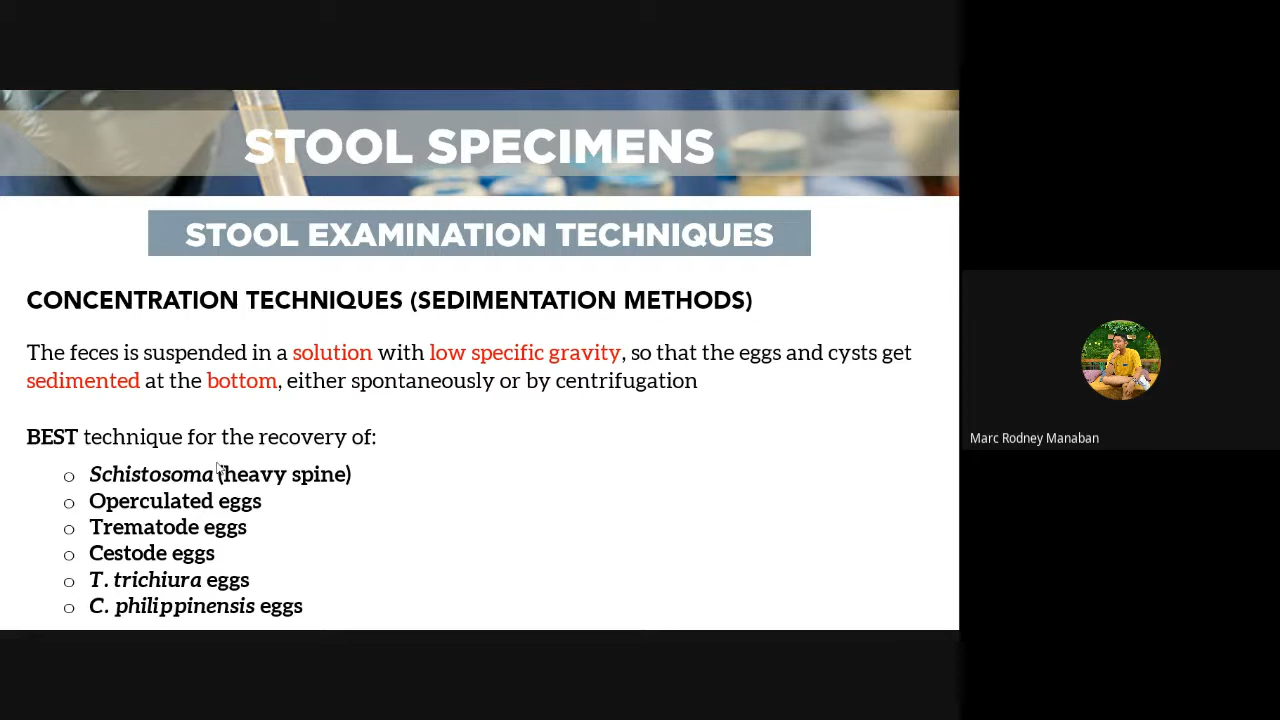 STOOL SPECIMENS
STOOL EXAMINATION TECHNIQUES
CONCENTRATION TECHNIQUES (SEDIMENTATION METHODS)
The feces is suspended in a solution with low specific gravity, so that the eggs and cysts get
sedimented at the bottom, either spontaneously or by centrifugation
BEST technique for the recovery of:
○ Schistosoma (heavy spine)
○ Operculated eggs
○ Trematode eggs
○ Cestode eggs
○ T. trichiura eggs
○ C. philippinensis eggs
Marc Rodney Manaban